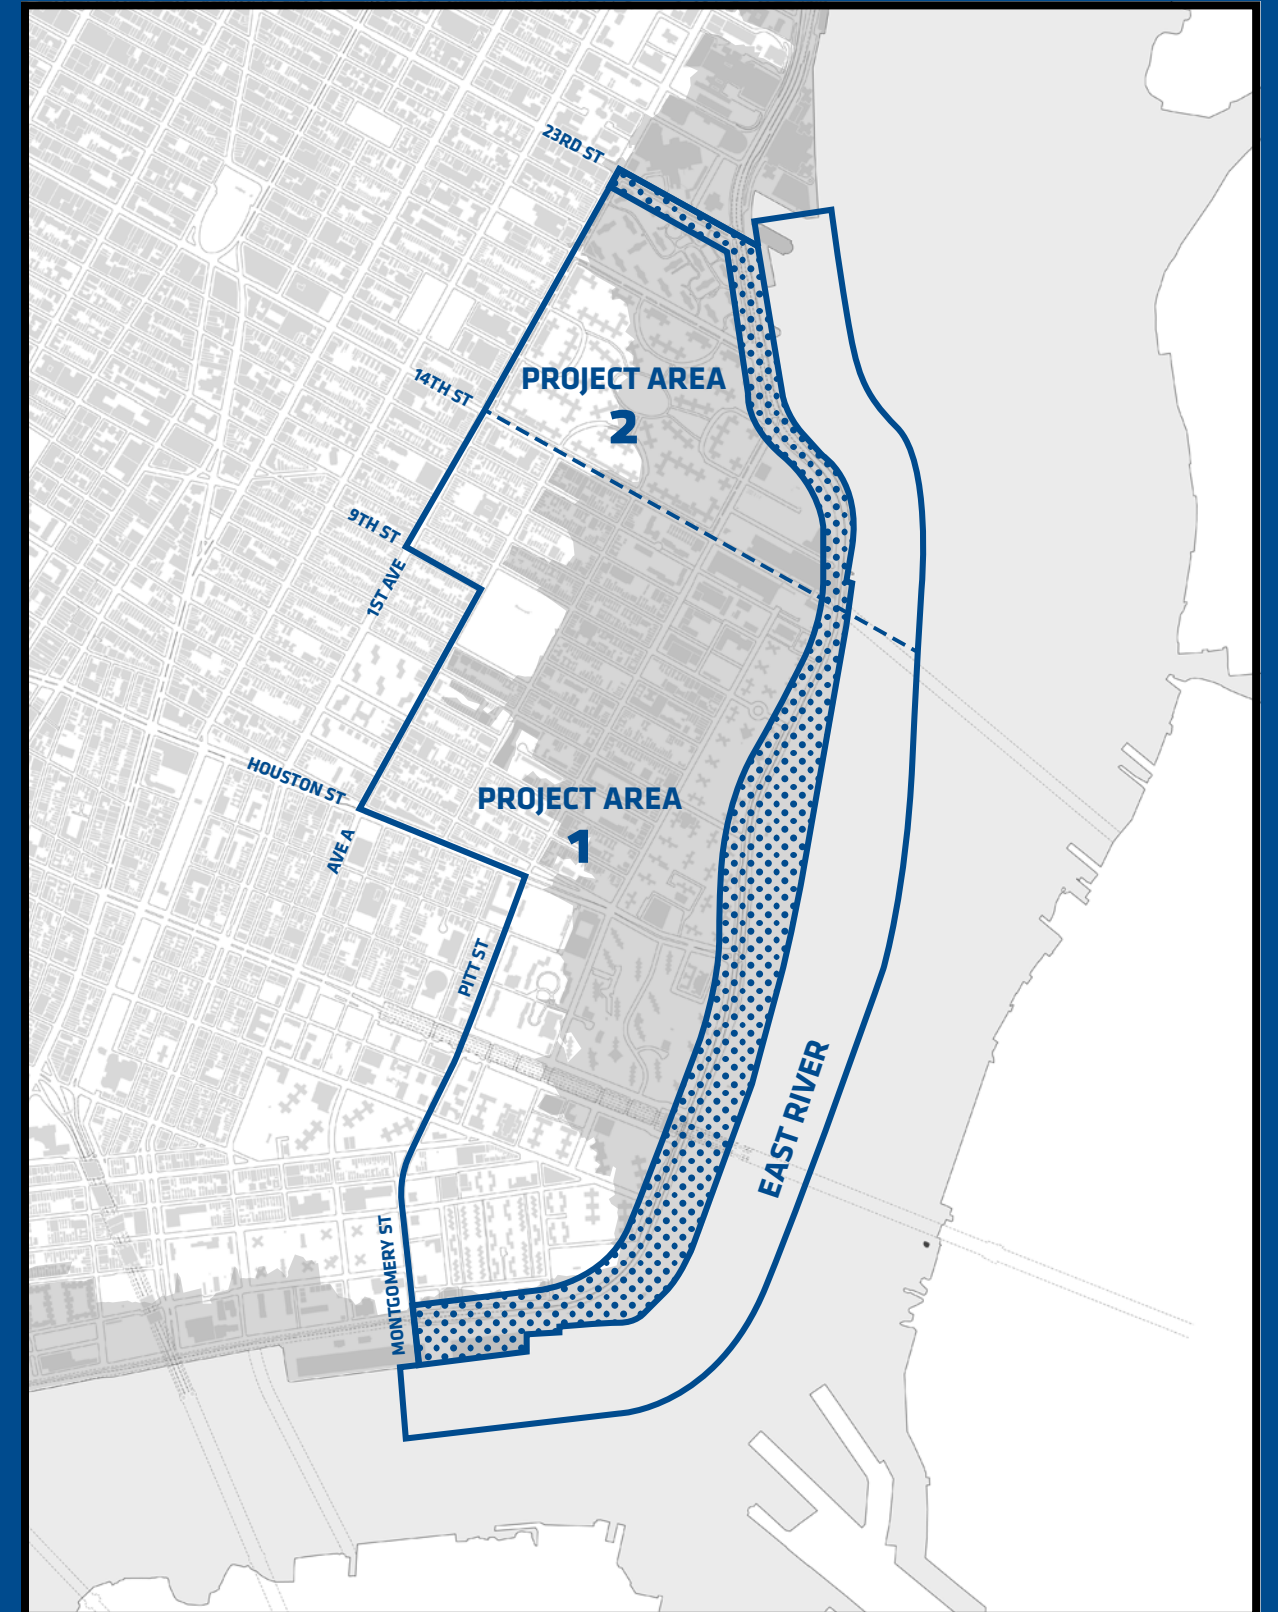 23RD ST
PROJECT AREA
2
14TH ST
9TH ST
1ST AVE
HOUSTON ST
PROJECT AREA
1
AVE A
PITT ST
EAST RIVER
MONTGOMERY ST